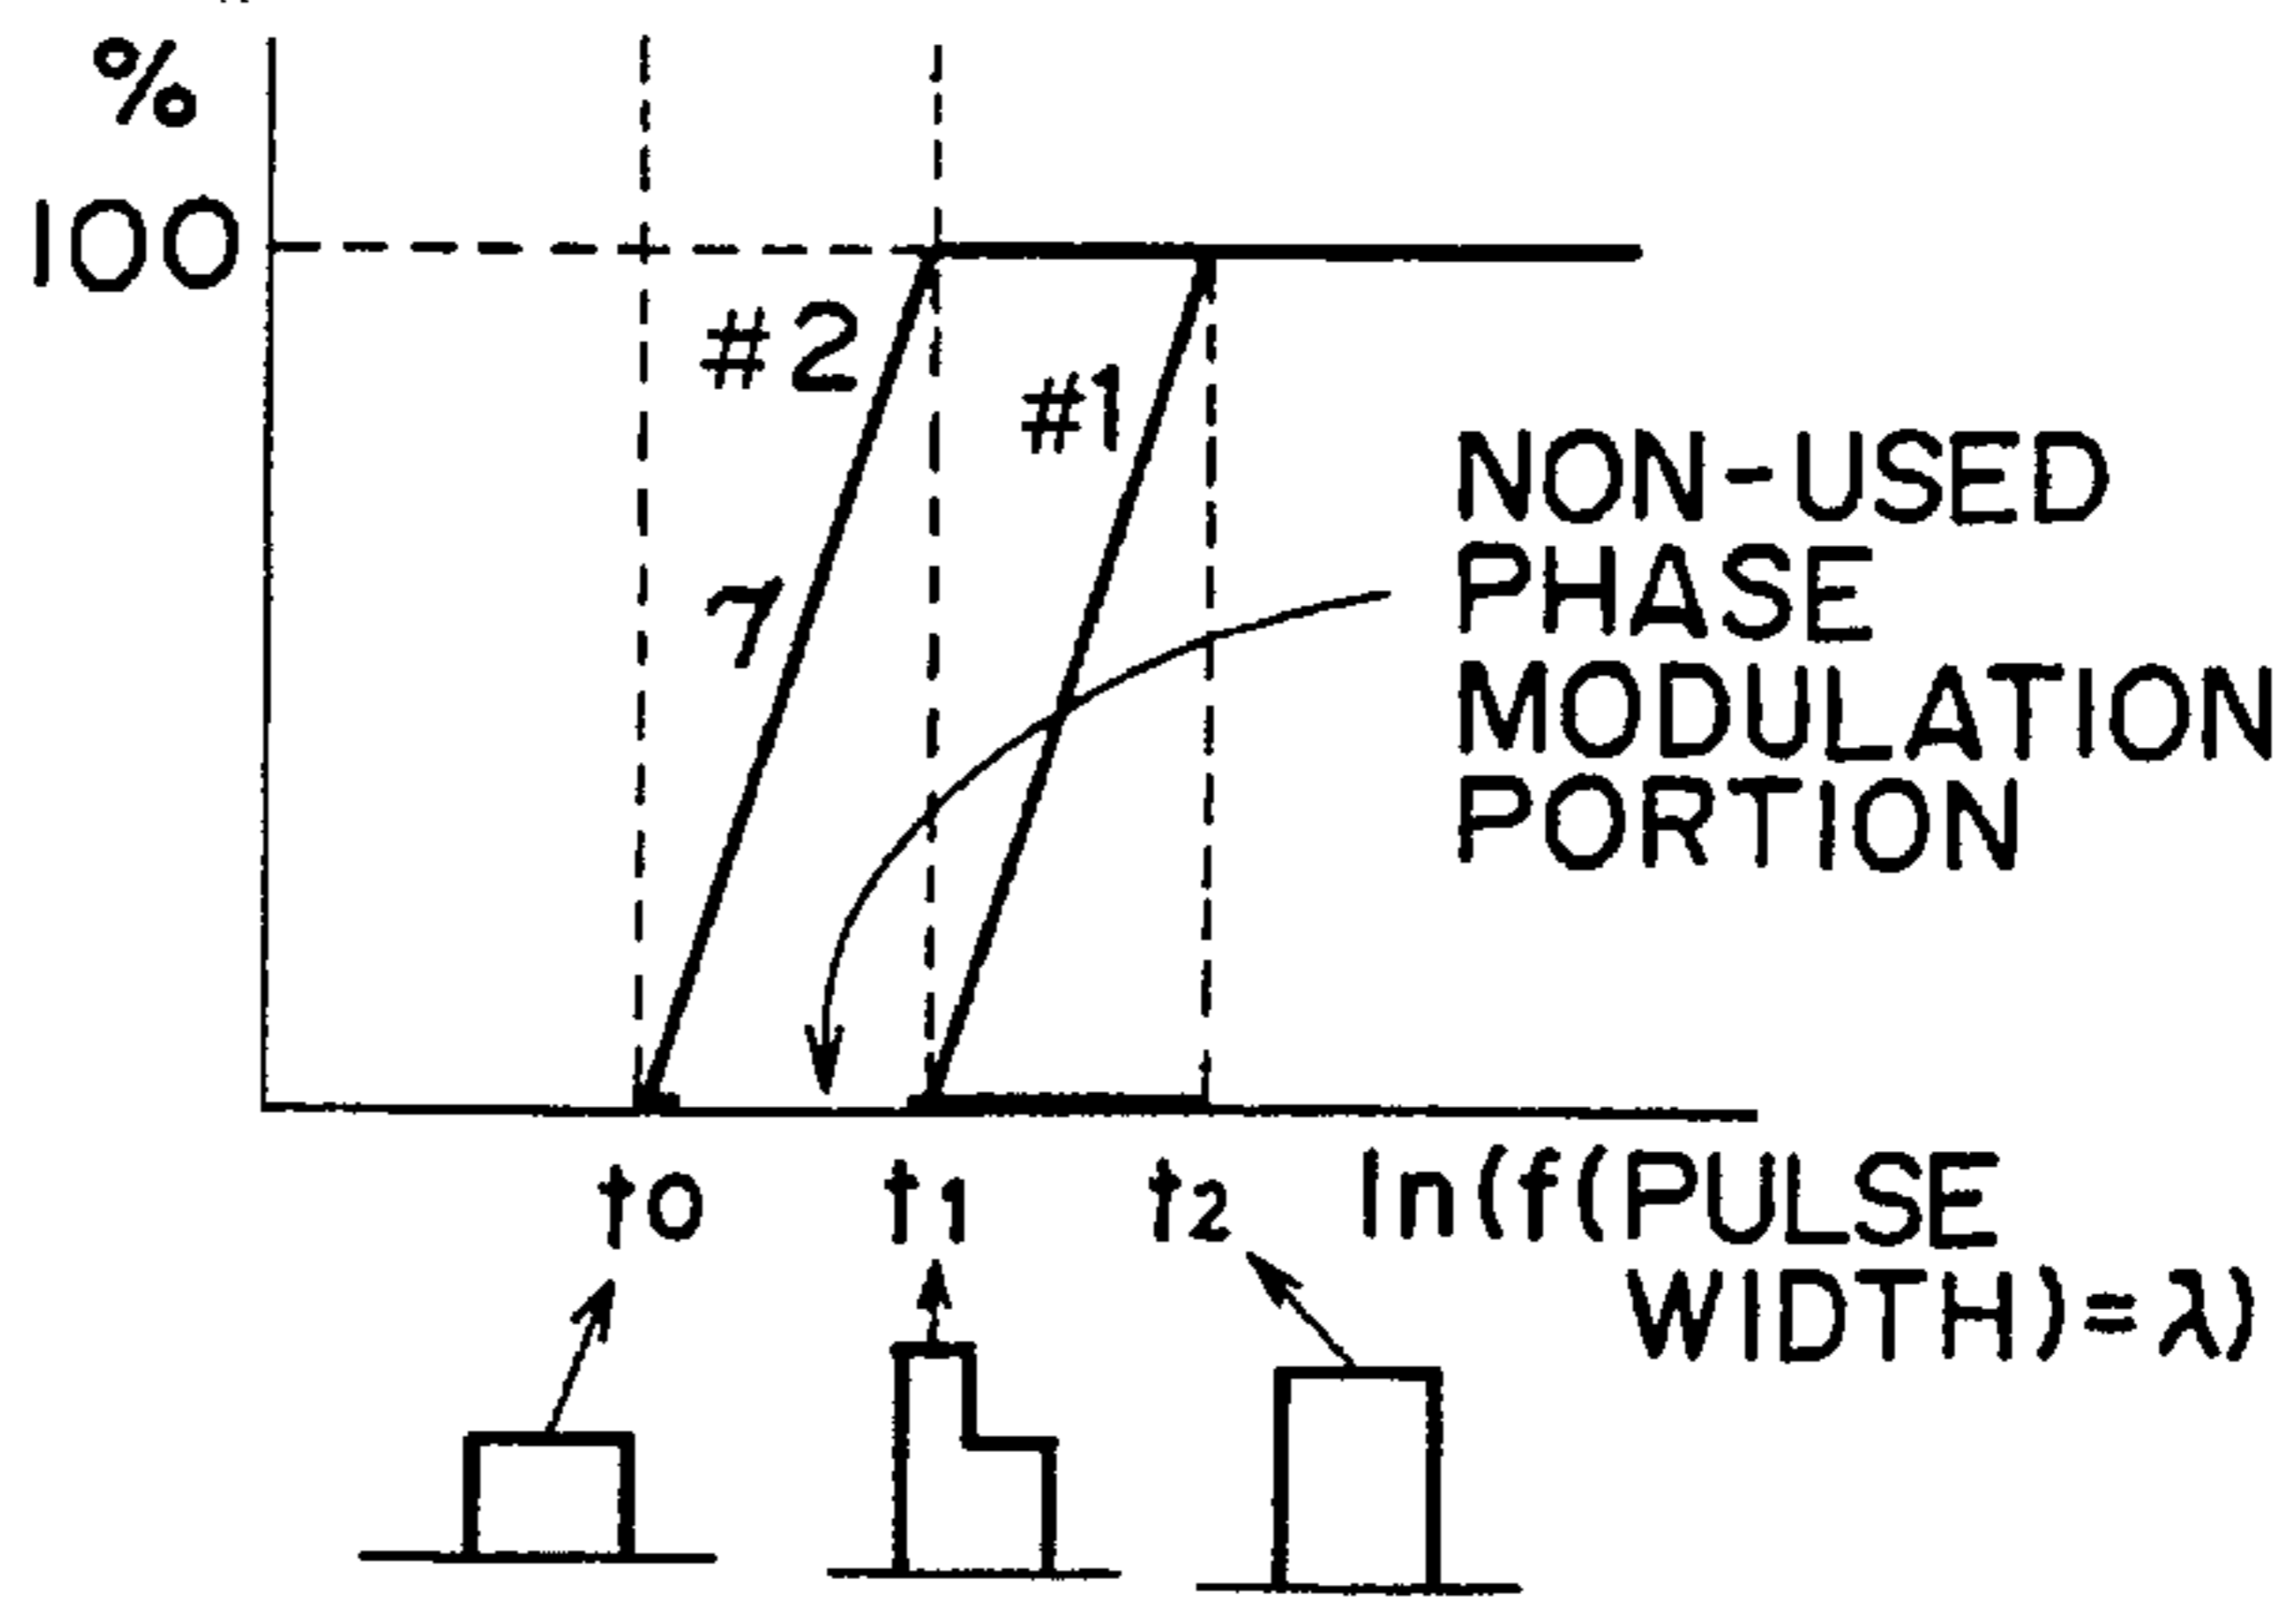 %
100
#2
#1
7
NON-USED
PHASE
MODULATION
PORTION
t0 t1 t2 ln(f(PULSE
WIDTH)=λ)